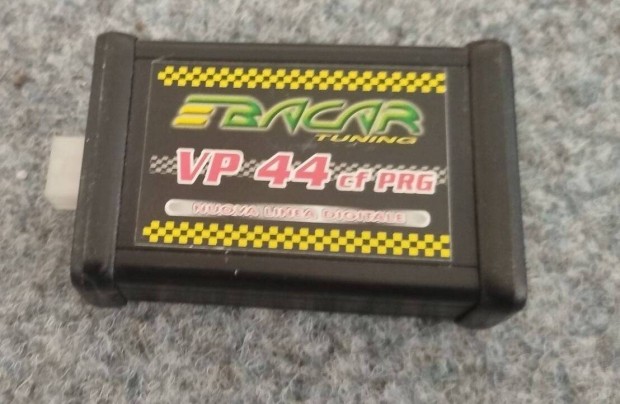 BACAR
TUNING
VP 44 cf PRG
NUOVA LINEA DIGITALE